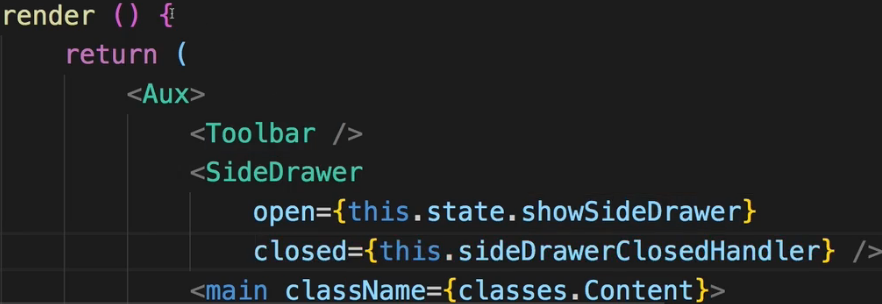 render () {
return (
<Aux>
<Toolbar />
<SideDrawer
open={this.state.showSideDrawer}
closed={this.sideDrawerClosedHandler} />
<main className={classes.Content}>